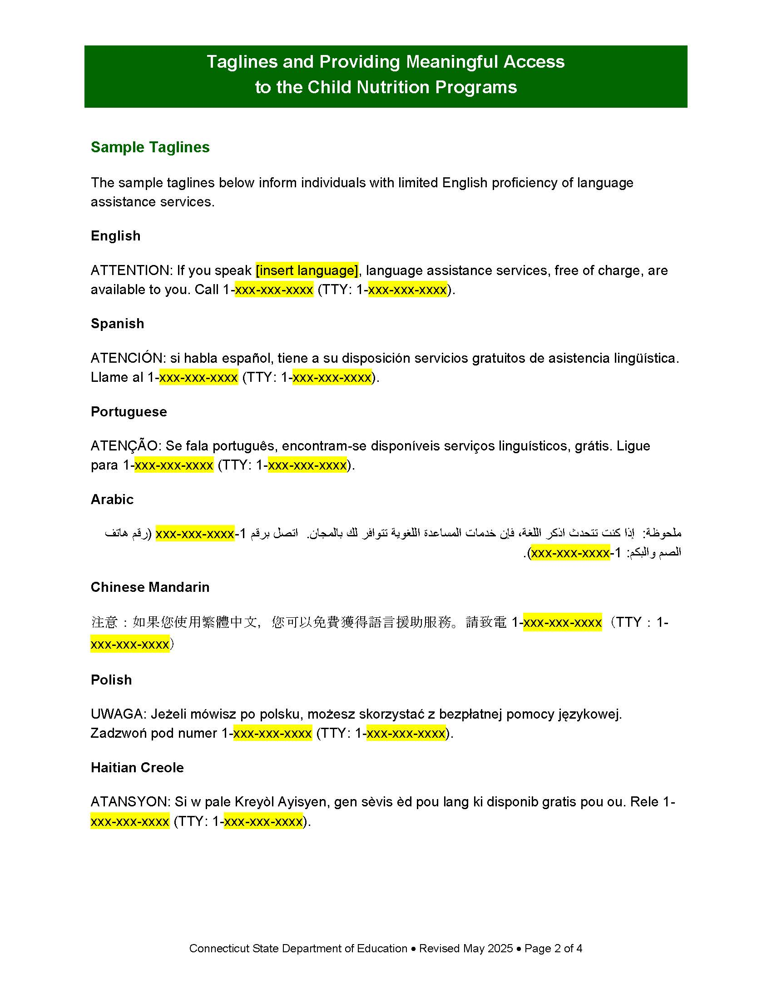 Taglines and Providing Meaningful Access
to the Child Nutrition Programs
Sample Taglines
The sample taglines below inform individuals with limited English proficiency of language
assistance services.
English
ATTENTION: If you speak [insert language], language assistance services, free of charge, are
available to you. Call 1-xxx-xxx-xxxx (TTY: 1-xxx-xxx-xxxx).
Spanish
ATENCIÓN: si habla español, tiene a su disposición servicios gratuitos de asistencia lingüística.
Llame al 1-xxx-xxx-xxxx (TTY: 1-xxx-xxx-xxxx).
Portuguese
ATENÇÃO: Se fala português, encontram-se disponíveis serviços linguísticos, grátis. Ligue
para 1-xxx-xxx-xxxx (TTY: 1-xxx-xxx-xxxx).
Arabic
ملحوظة: إذا كنت تتحدث اذكر اللغة، فإن خدمات المساعدة اللغوية تتوافر لك بالمجان. اتصل برقم 1-xxx-xxx-xxxx (رقم هاتف
الصم والبكم: 1-xxx-xxx-xxxx).
Chinese Mandarin
注意：如果您使用繁體中文，您可以免費獲得語言援助服務。請致電 1-xxx-xxx-xxxx（TTY：1-
xxx-xxx-xxxx）
Polish
UWAGA: Jeżeli mówisz po polsku, możesz skorzystać z bezpłatnej pomocy językowej.
Zadzwoń pod numer 1-xxx-xxx-xxxx (TTY: 1-xxx-xxx-xxxx).
Haitian Creole
ATANSYON: Si w pale Kreyòl Ayisyen, gen sèvis èd pou lang ki disponib gratis pou ou. Rele 1-
xxx-xxx-xxxx (TTY: 1-xxx-xxx-xxxx).
Connecticut State Department of Education • Revised May 2025 • Page 2 of 4